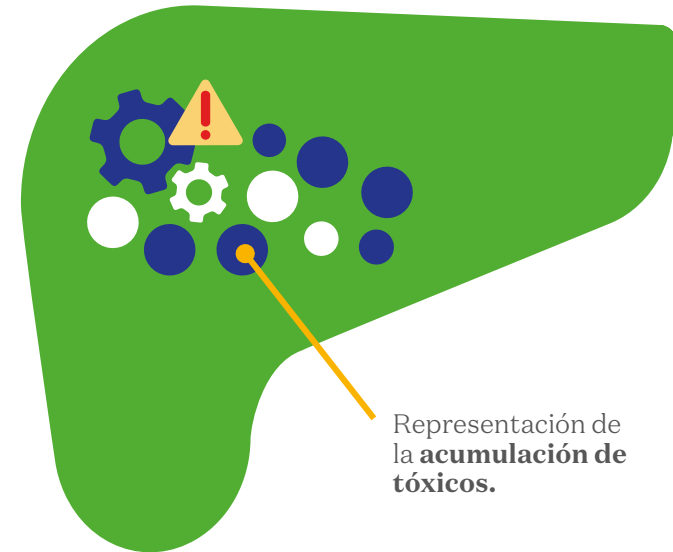 Representación de
la acumulación de
tóxicos.